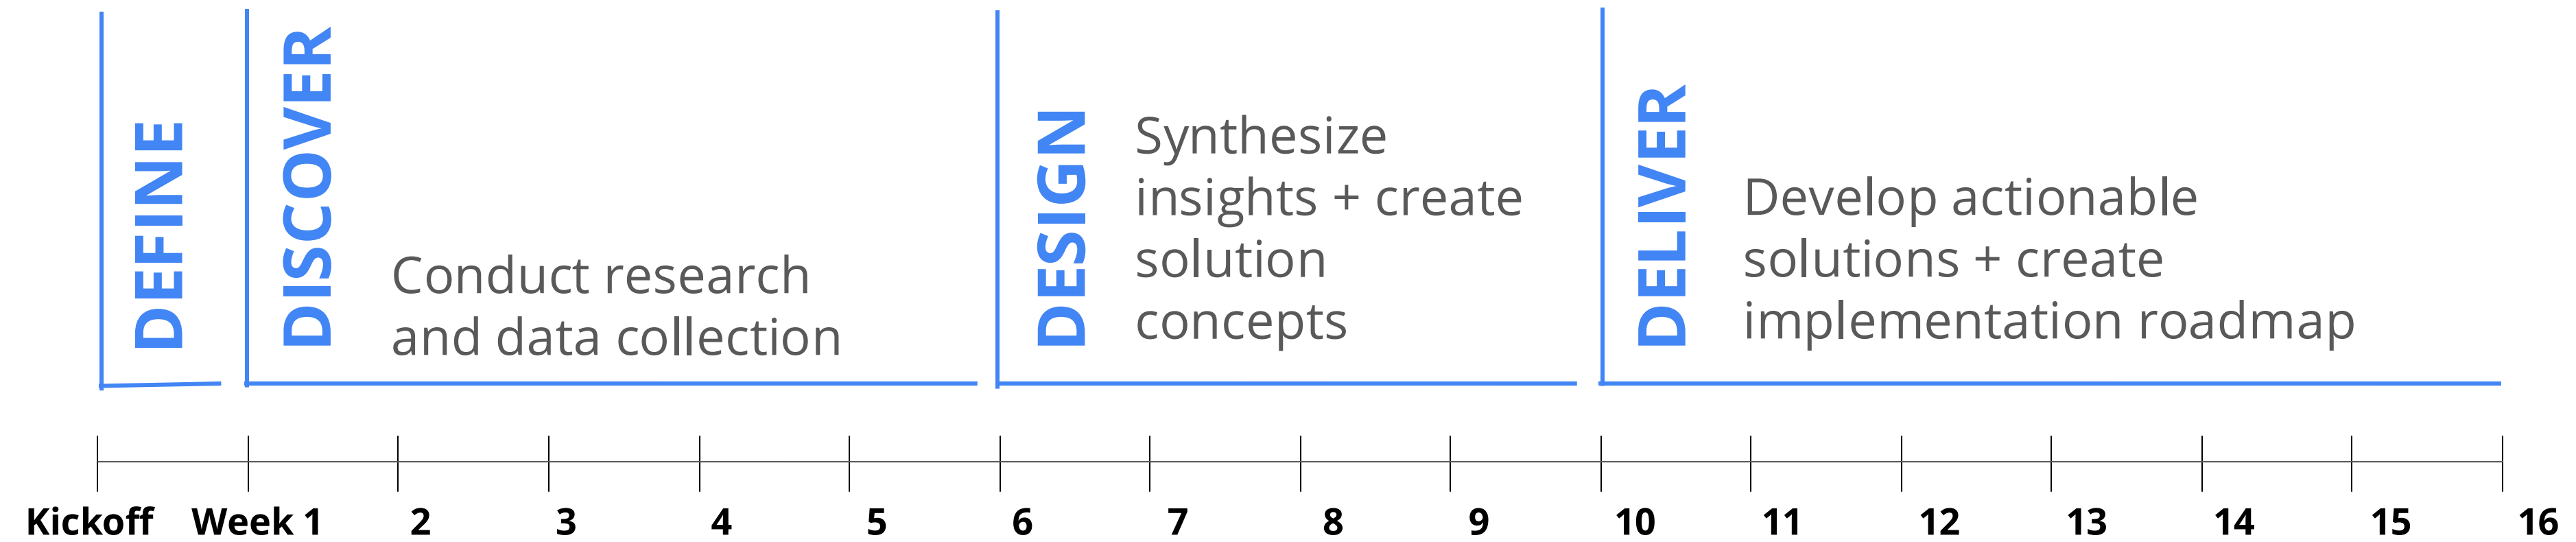 DEFINE
DISCOVER
Conduct research
and data collection
DESIGN
Synthesize
insights + create
solution
concepts
DELIVER
Develop actionable
solutions + create
implementation roadmap
Kickoff Week 1 2 3 4 5 6 7 8 9 10 11 12 13 14 15 16